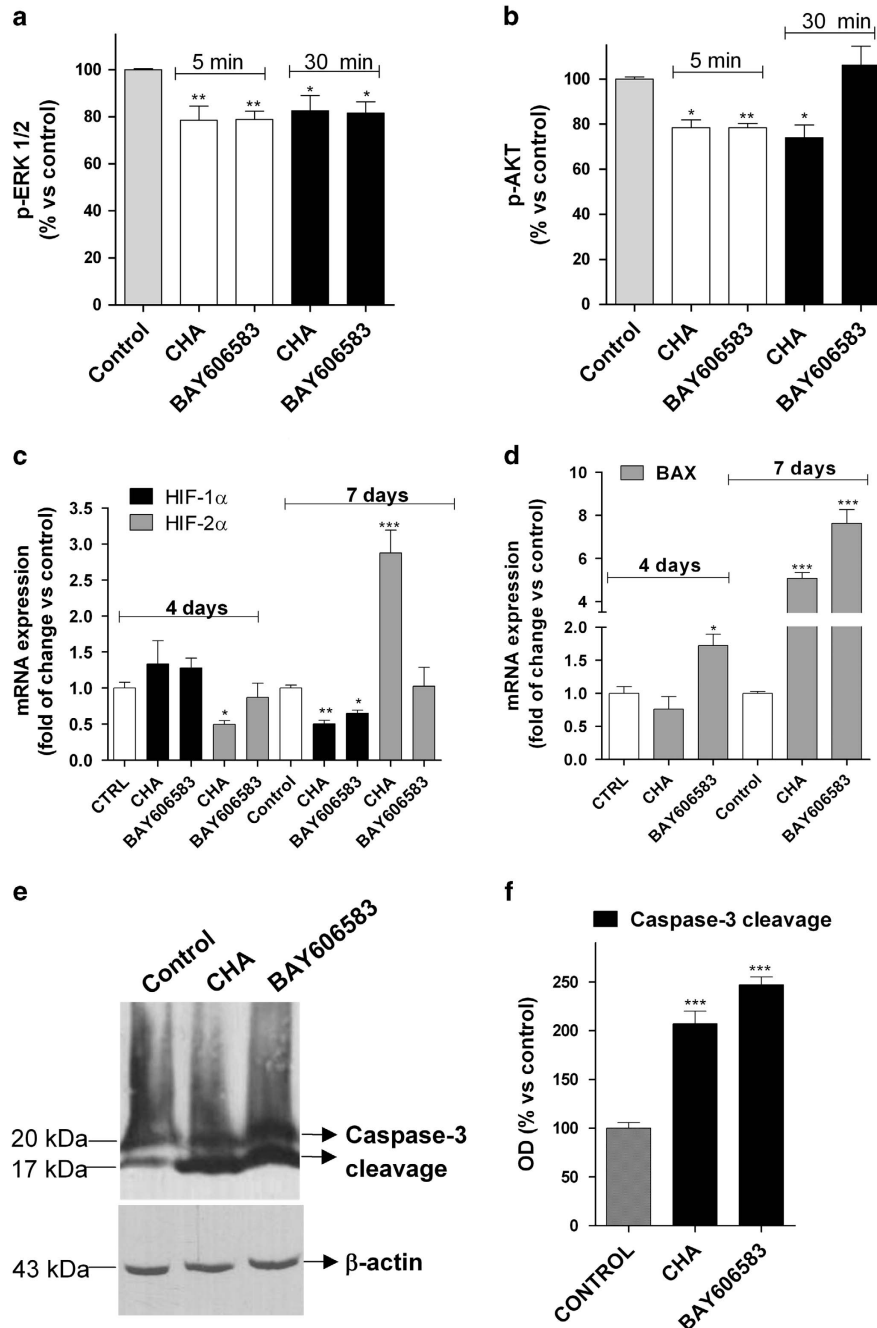 a
p-ERK 1/2
(% vs control)
120
100
80
60
40
20
0
5 min
30 min
**
**
*
*
Control
CHA
BAY606583
CHA
BAY606583
b
p-AKT
(% vs control)
120
100
80
60
40
20
0
5 min
30 min
*
**
*
Control
CHA
BAY606583
CHA
BAY606583
c
HIF-1α
HIF-2α
mRNA expression
(fold of change vs control)
3.5
3.0
2.5
2.0
1.5
1.0
0.5
0.0
4 days
7 days
*
**
*
***
CTRL
CHA
BAY606583
CHA
BAY606583
Control
CHA
BAY606583
CHA
BAY606583
d
BAX
mRNA expression
(fold of change vs control)
10
8
6
4
2.0
1.5
1.0
0.5
0.0
4 days
7 days
*
***
***
CTRL
CHA
BAY606583
Control
CHA
BAY606583
e
Control
CHA
BAY606583
20 kDa
17 kDa
Caspase-3
cleavage
43 kDa
β-actin
f
Caspase-3 cleavage
OD (% vs control)
250
200
150
100
50
0
***
***
CONTROL
CHA
BAY606583